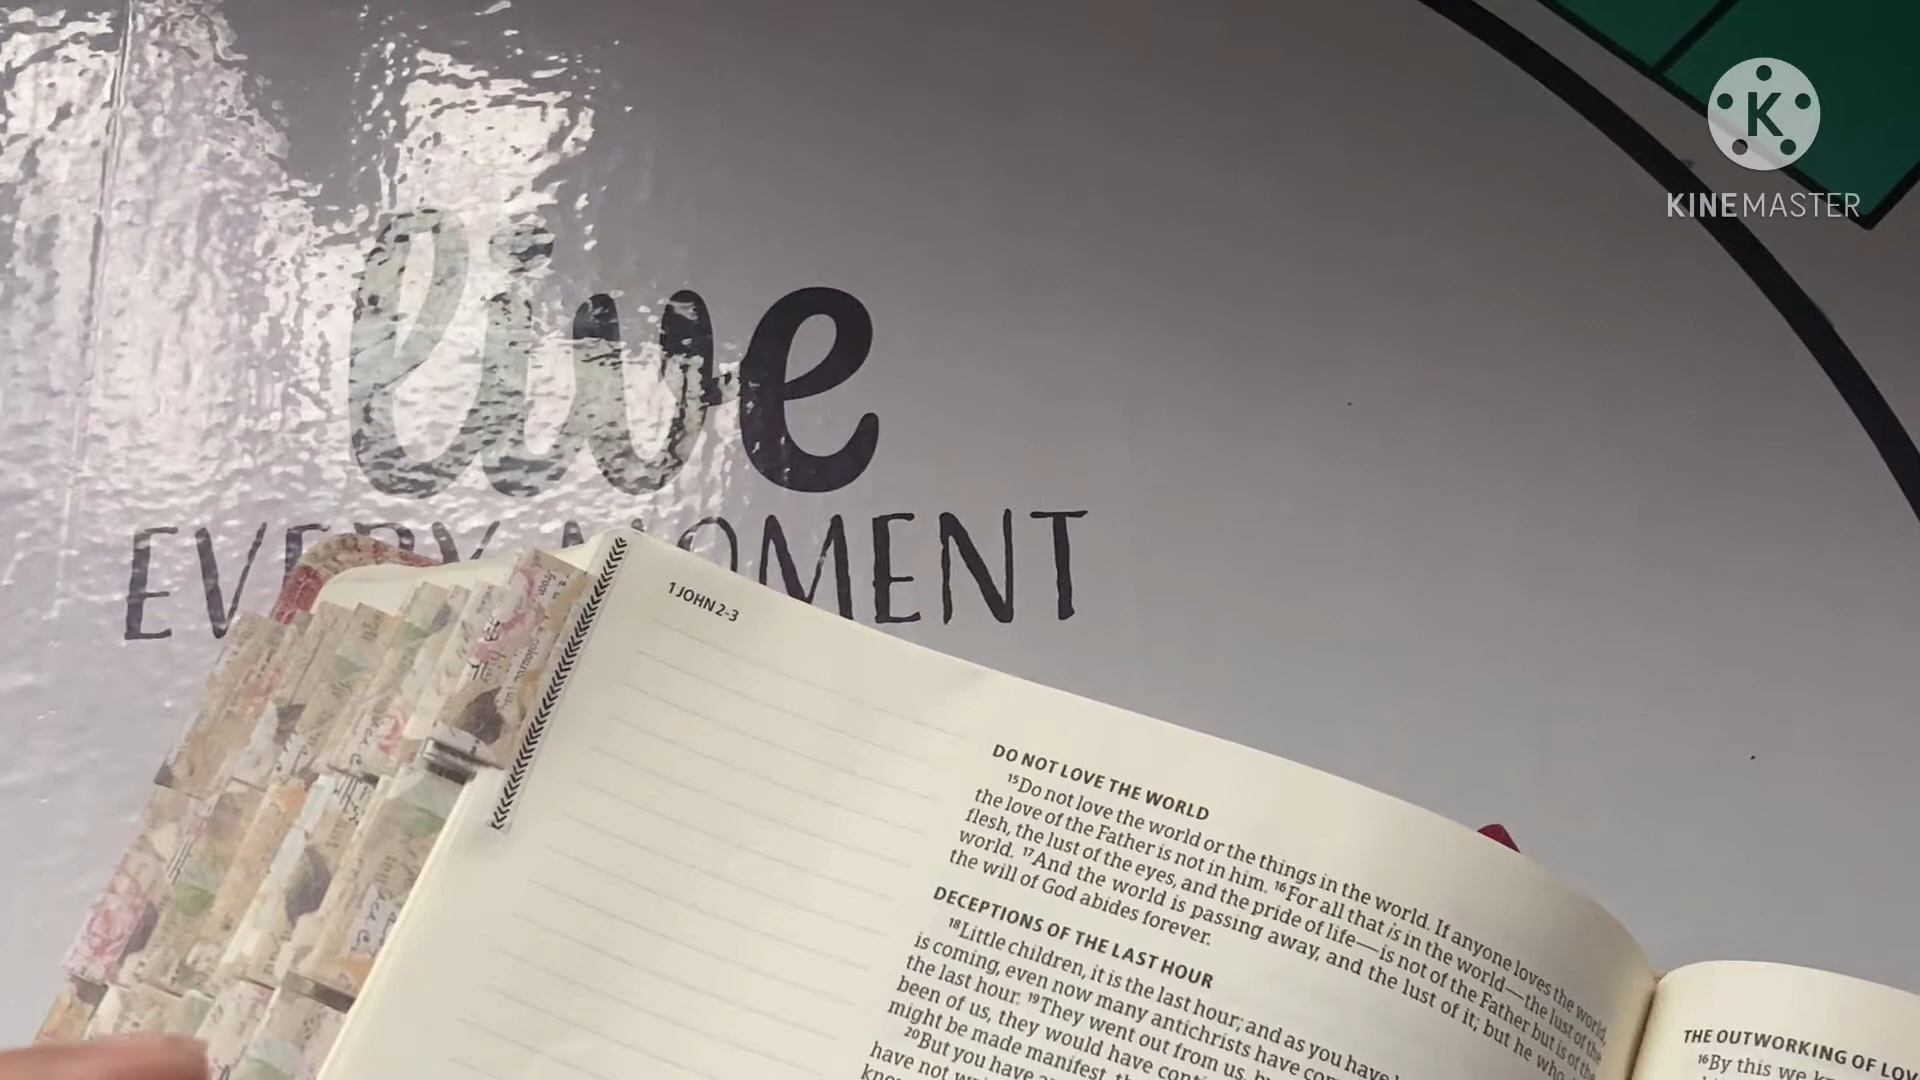 K
KINEMASTER
live
EVERY MOMENT
1 JOHN 2-3
DO NOT LOVE THE WORLD
15Do not love the world or the things in the world. If anyone loves the world,
the love of the Father is not in him. 16For all that is in the world—the lust of the
flesh, the lust of the eyes, and the pride of life—is not of the Father but is of the
world. 17And the world is passing away, and the lust of it; but he who
the will of God abides forever.
DECEPTIONS OF THE LAST HOUR
18Little children, it is the last hour; and as you have
is coming, even now many antichrists have
the last hour. 19They went out from us,
been of us, they would have
might be made manifest,
20But you have
have not
THE OUTWORKING OF
16By this we